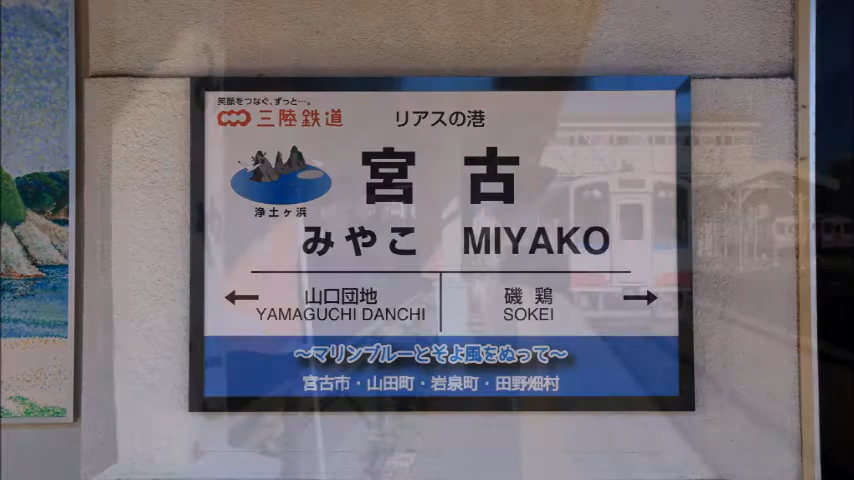 笑顔をつなぐ、ずっと…。
三陸鉄道
リアスの港
宮古
浄土ヶ浜
みやこ MIYAKO
山口団地 磯鶏
YAMAGUCHI DANCHI SOKEI
～マリンブルーとそよ風をぬって～
宮古市・山田町・岩泉町・田野畑村